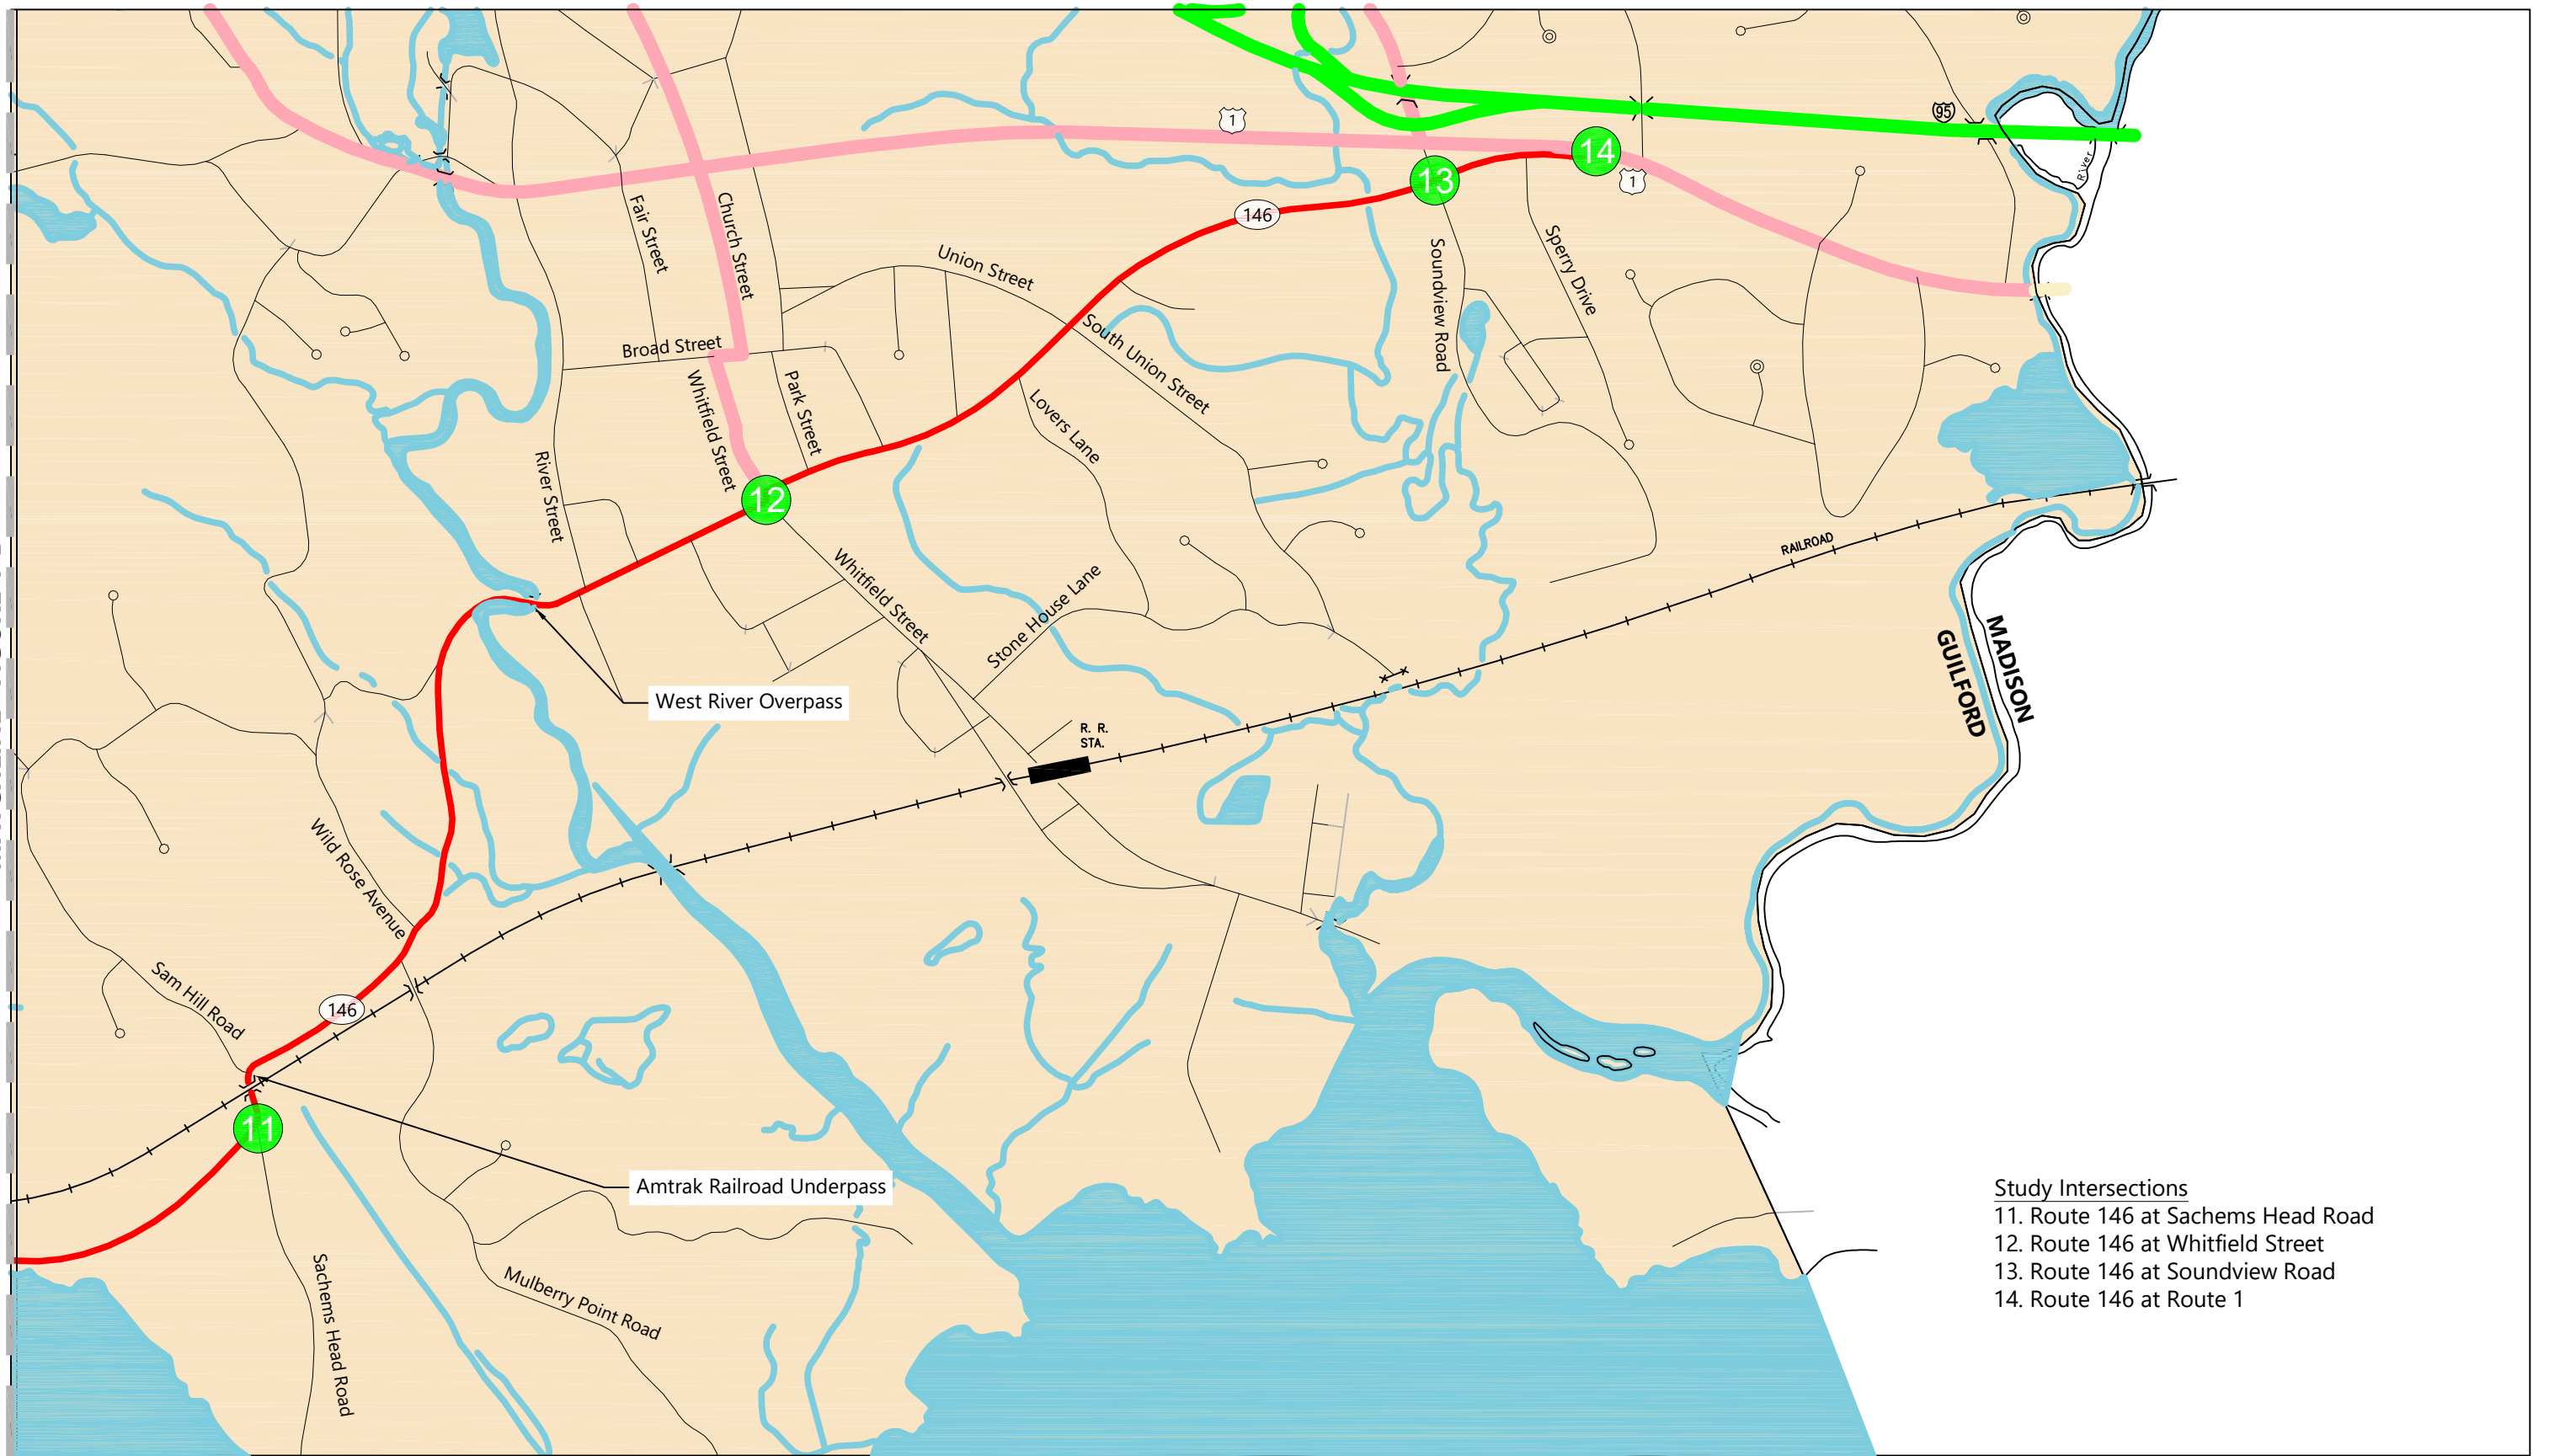 95
1
River
14
13
1
146
Fair Street
Church Street
Soundview Road
Sperry Drive
Union Street
Broad Street
South Union Street
Whitfield Street
Park Street
Lovers Lane
River Street
12
RAILROAD
Whitfield Street
Stone House Lane
MADISON
GUILFORD
West River Overpass
R. R.
STA.
Wild Rose Avenue
Sam Hill Road
146
11
Amtrak Railroad Underpass
Study Intersections
11. Route 146 at Sachems Head Road
12. Route 146 at Whitfield Street
13. Route 146 at Soundview Road
14. Route 146 at Route 1
Sachems Head Road
Mulberry Point Road